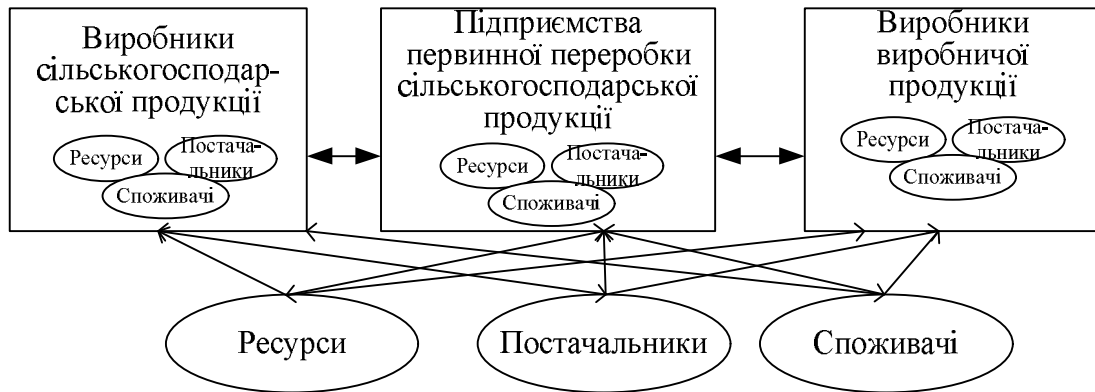 Виробники
сільськогосподар-
ської продукції
Ресурси
Постача-
льники
Споживачі
Підприємства
первинної переробки
сільськогосподарської
продукції
Ресурси
Постача-
льники
Споживачі
Виробники
виробничої
продукції
Ресурси
Постача-
льники
Споживачі
Ресурси
Постачальники
Споживачі